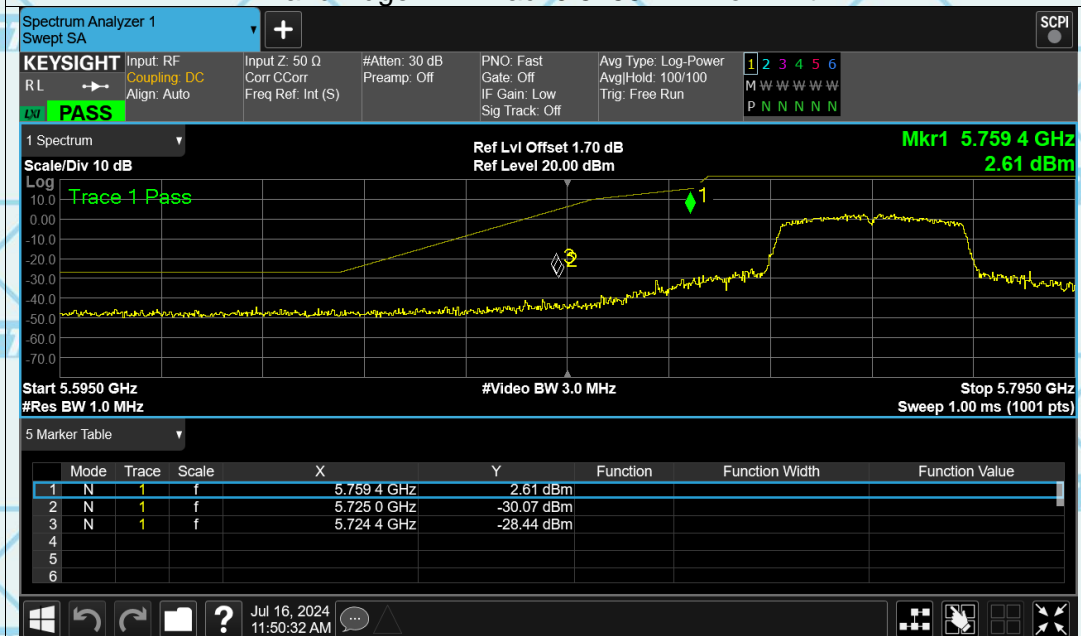 Spectrum Analyzer 1
Swept SA
SCPI
KEYSIGHT
R L
LXI PASS
Input: RF
Coupling: DC
Align: Auto
Input Z: 50 Ω
Corr CCorr
Freq Ref: Int (S)
#Atten: 30 dB
Preamp: Off
PNO: Fast
Gate: Off
IF Gain: Low
Sig Track: Off
Avg Type: Log-Power
Avg|Hold: 100/100
Trig: Free Run
1 2 3 4 5 6
M W W W W W
P N N N N N
1 Spectrum
Scale/Div 10 dB
Ref Lvl Offset 1.70 dB
Ref Level 20.00 dBm
Mkr1 5.759 4 GHz
2.61 dBm
Log
Trace 1 Pass
10.0
0.00
-10.0
-20.0
-30.0
-40.0
-50.0
-60.0
-70.0
1
Start 5.5950 GHz
#Video BW 3.0 MHz
Stop 5.7950 GHz
#Res BW 1.0 MHz
Sweep 1.00 ms (1001 pts)
5 Marker Table
Mode Trace Scale X Y Function Function Width Function Value
1 N 1 f 5.759 4 GHz 2.61 dBm
2 N 1 f 5.725 0 GHz -30.07 dBm
3 N 1 f 5.724 4 GHz -28.44 dBm
4
5
6
?
Jul 16, 2024
11:50:32 AM